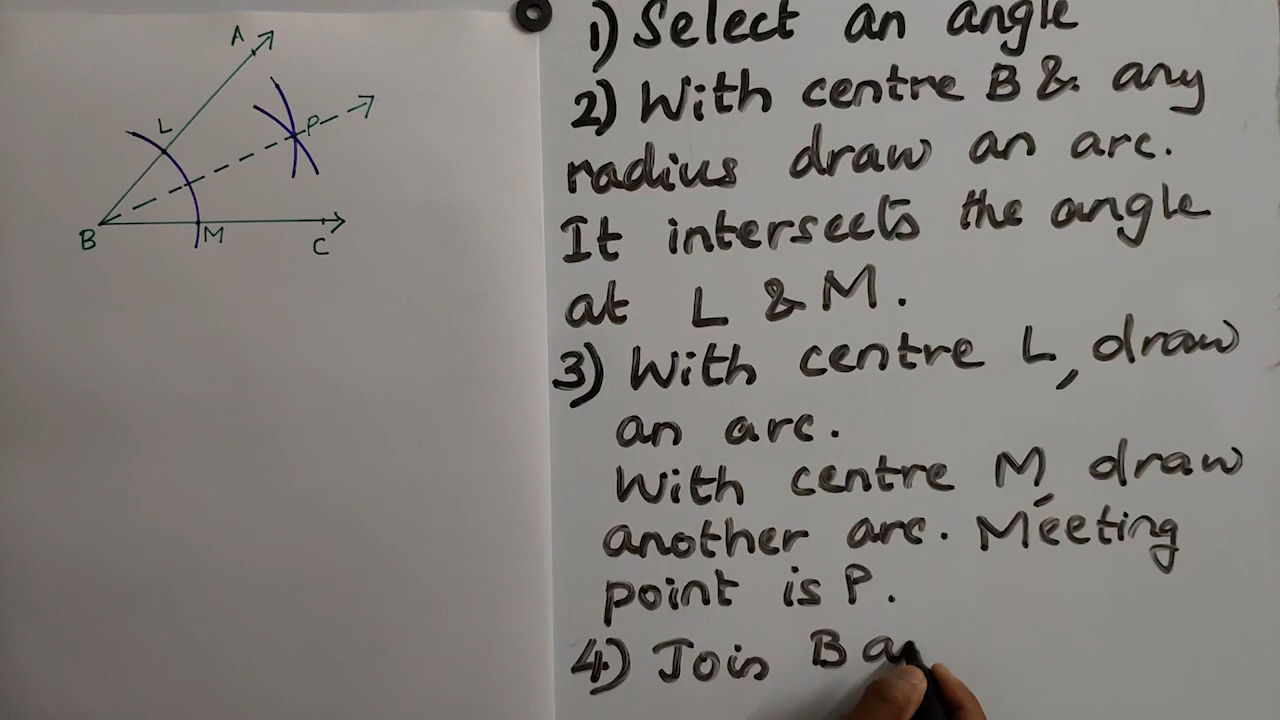 A
L
P
B
M
C
1) Select an angle
2) With centre B & any
radius draw an arc.
It intersects the angle
at L & M.
3) With centre L, draw
an arc.
With centre M, draw
another arc. Meeting
point is P.
4.) Join B a